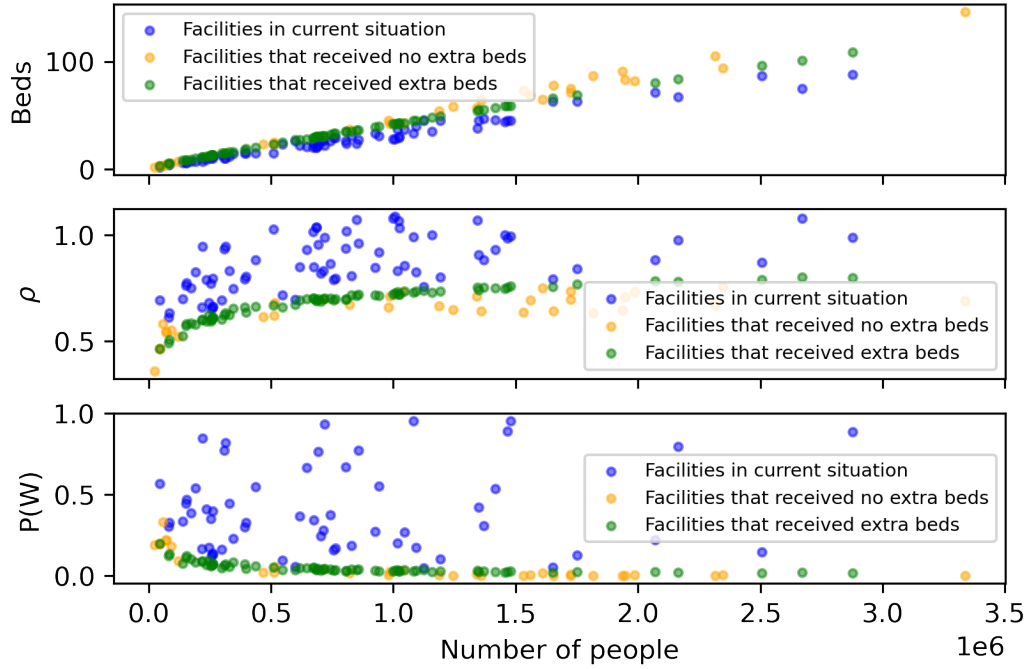 Beds
100
0
Facilities in current situation
Facilities that received no extra beds
Facilities that received extra beds
ρ
1.0
0.5
Facilities in current situation
Facilities that received no extra beds
Facilities that received extra beds
P(W)
1.0
0.5
0.0
Facilities in current situation
Facilities that received no extra beds
Facilities that received extra beds
0.0 0.5 1.0 1.5 2.0 2.5 3.0 3.5
Number of people
1e6